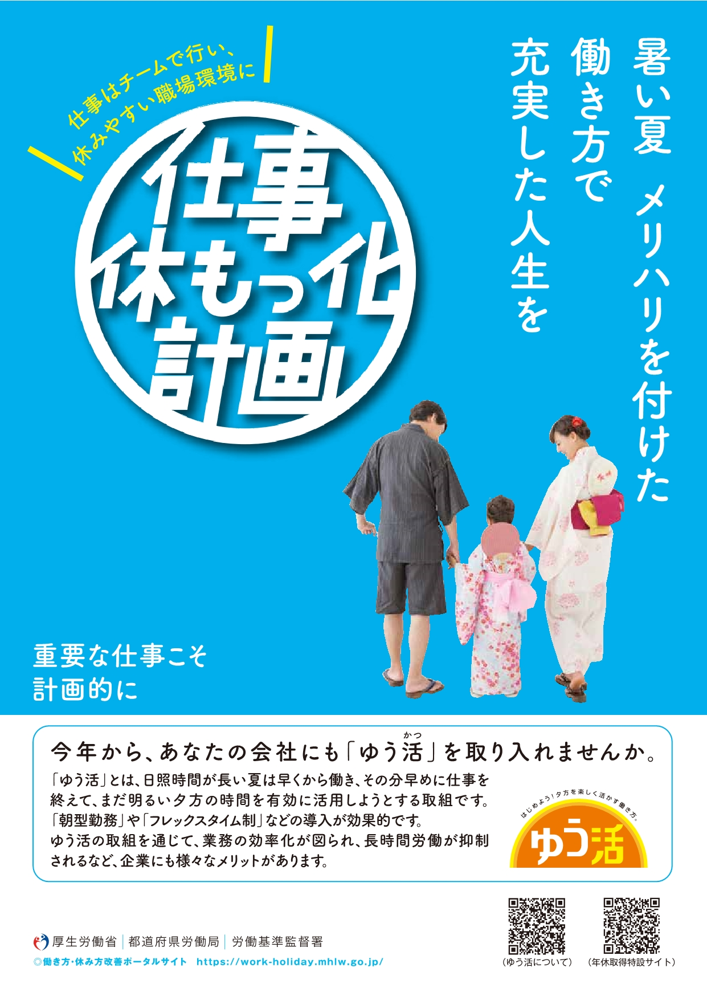 暑い夏 メリハリを付けた
働き方で
充実した人生を
仕事はチームで行い、
休みやすい職場環境に
仕事
休もっ化
計画
重要な仕事こそ
計画的に
かつ
今年から、あなたの会社にも「ゆう活」を取り入れませんか。
「ゆう活」とは、日照時間が長い夏は早くから働き、その分早めに仕事を
終えて、まだ明るい夕方の時間を有効に活用しようとする取組です。
「朝型勤務」や「フレックスタイム制」などの導入が効果的です。
ゆう活の取組を通じて、業務の効率化が図られ、長時間労働が抑制
されるなど、企業にも様々なメリットがあります。
はじめよう!夕方を楽しく活かす働き方。
ゆう活
厚生労働省|都道府県労働局|労働基準監督署
◎働き方・休み方改善ポータルサイト https://work-holiday.mhlw.go.jp/
(ゆう活について)
(年休取得特設サイト)